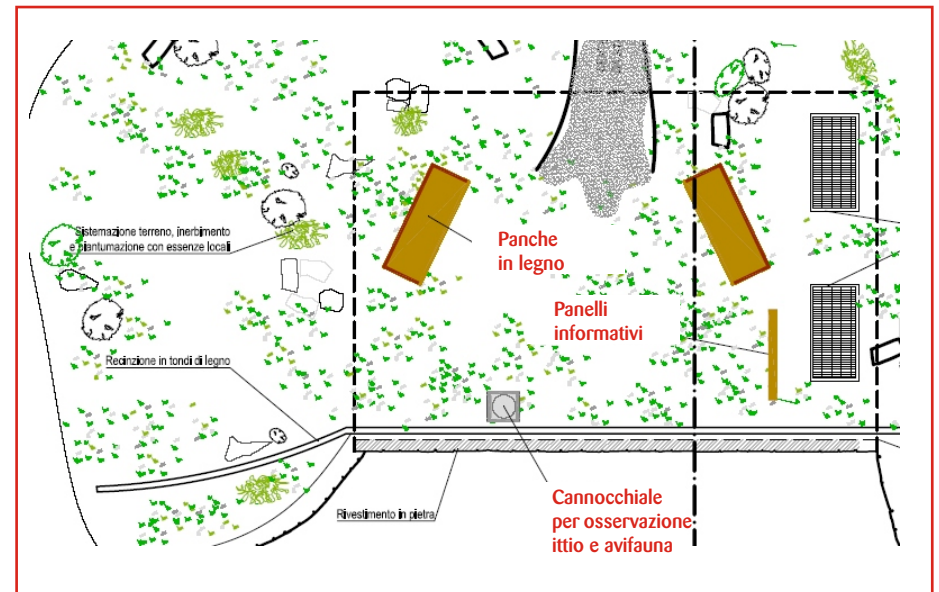 Sistemazione terreno, inerbimento
e piantumazione con essenze locali
Panche
in legno
Panelli
informativi
Recinzione in tondi di legno
Rivestimento in pietra
Cannocchiale
per osservazione
ittio e avifauna